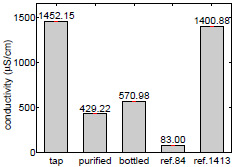 conductivity (µS/cm)
1500
1000
500
0
1452.15
429.22
570.98
83.00
1400.88
tap
purified
bottled
ref.84
ref.1413